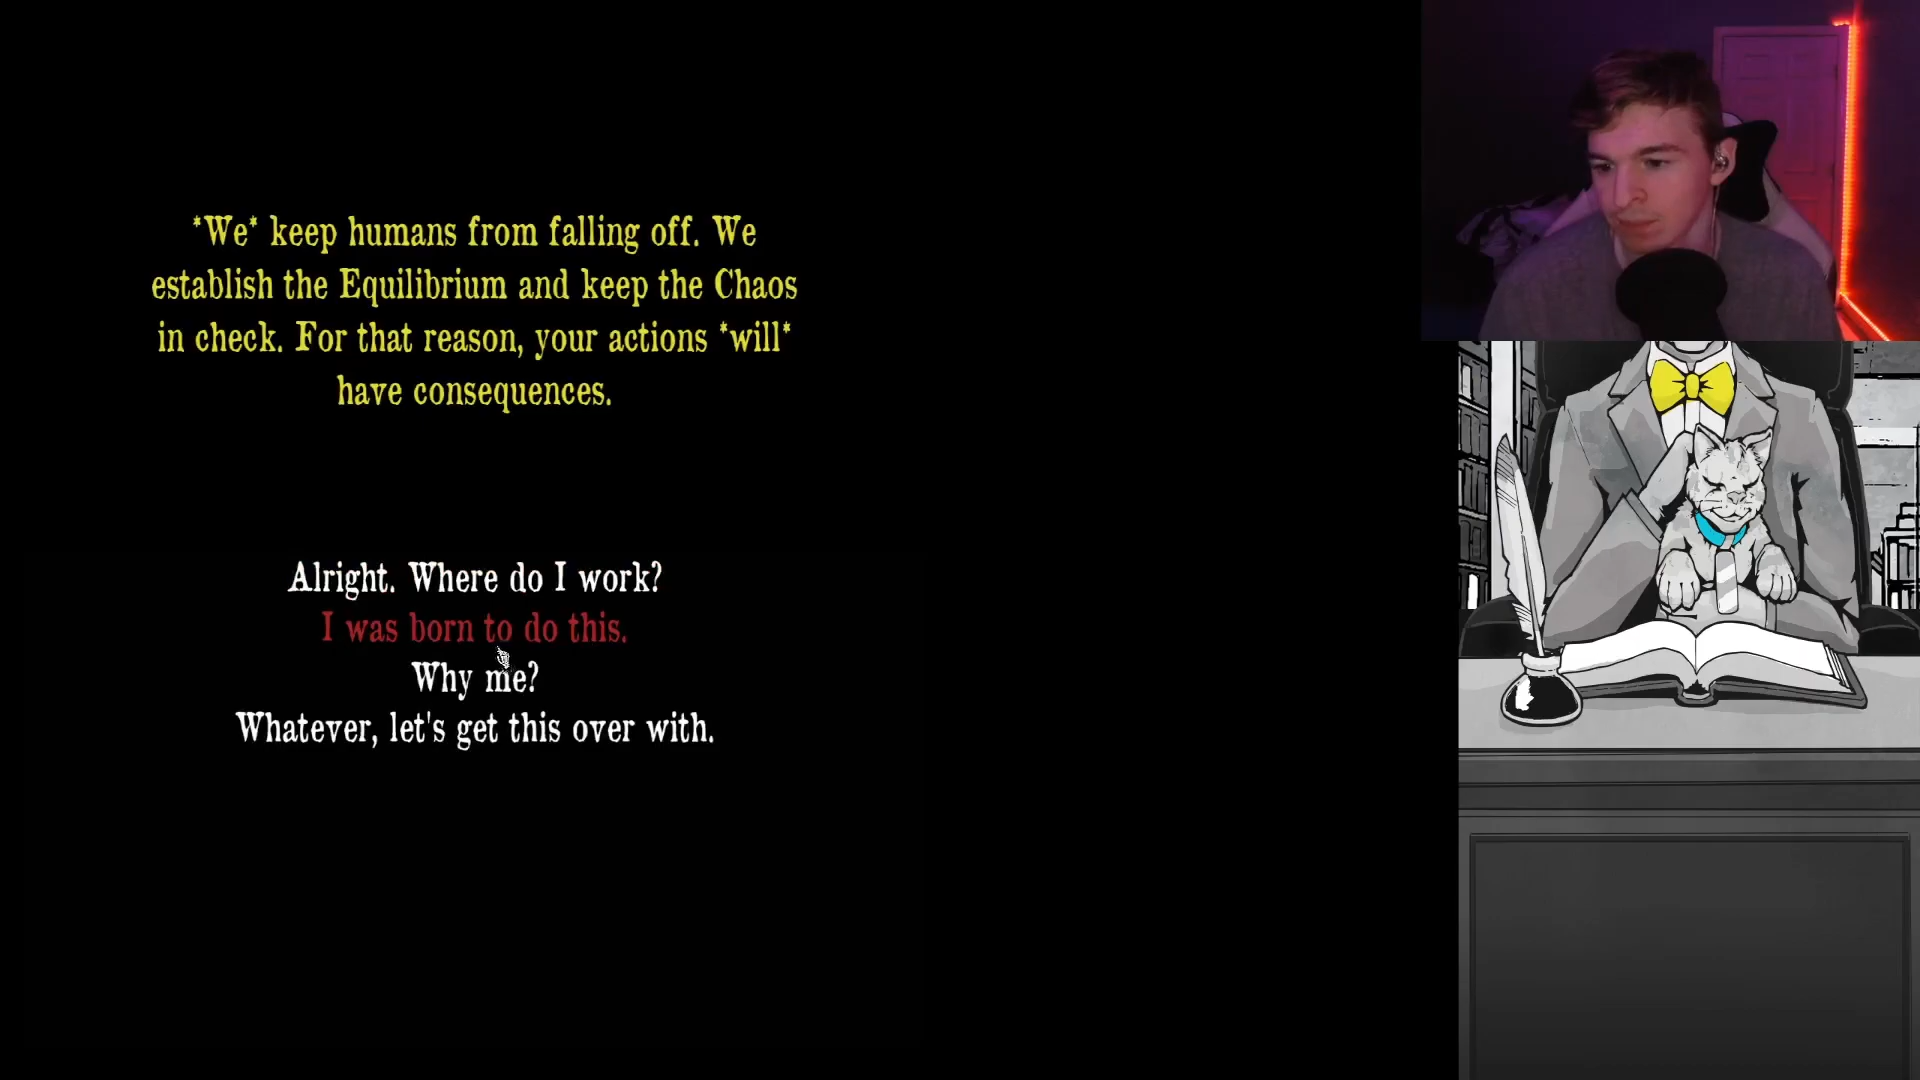 *We* keep humans from falling off. We
establish the Equilibrium and keep the Chaos
in check. For that reason, your actions *will*
have consequences.
Alright. Where do I work?
I was born to do this.
Why me?
Whatever, let's get this over with.